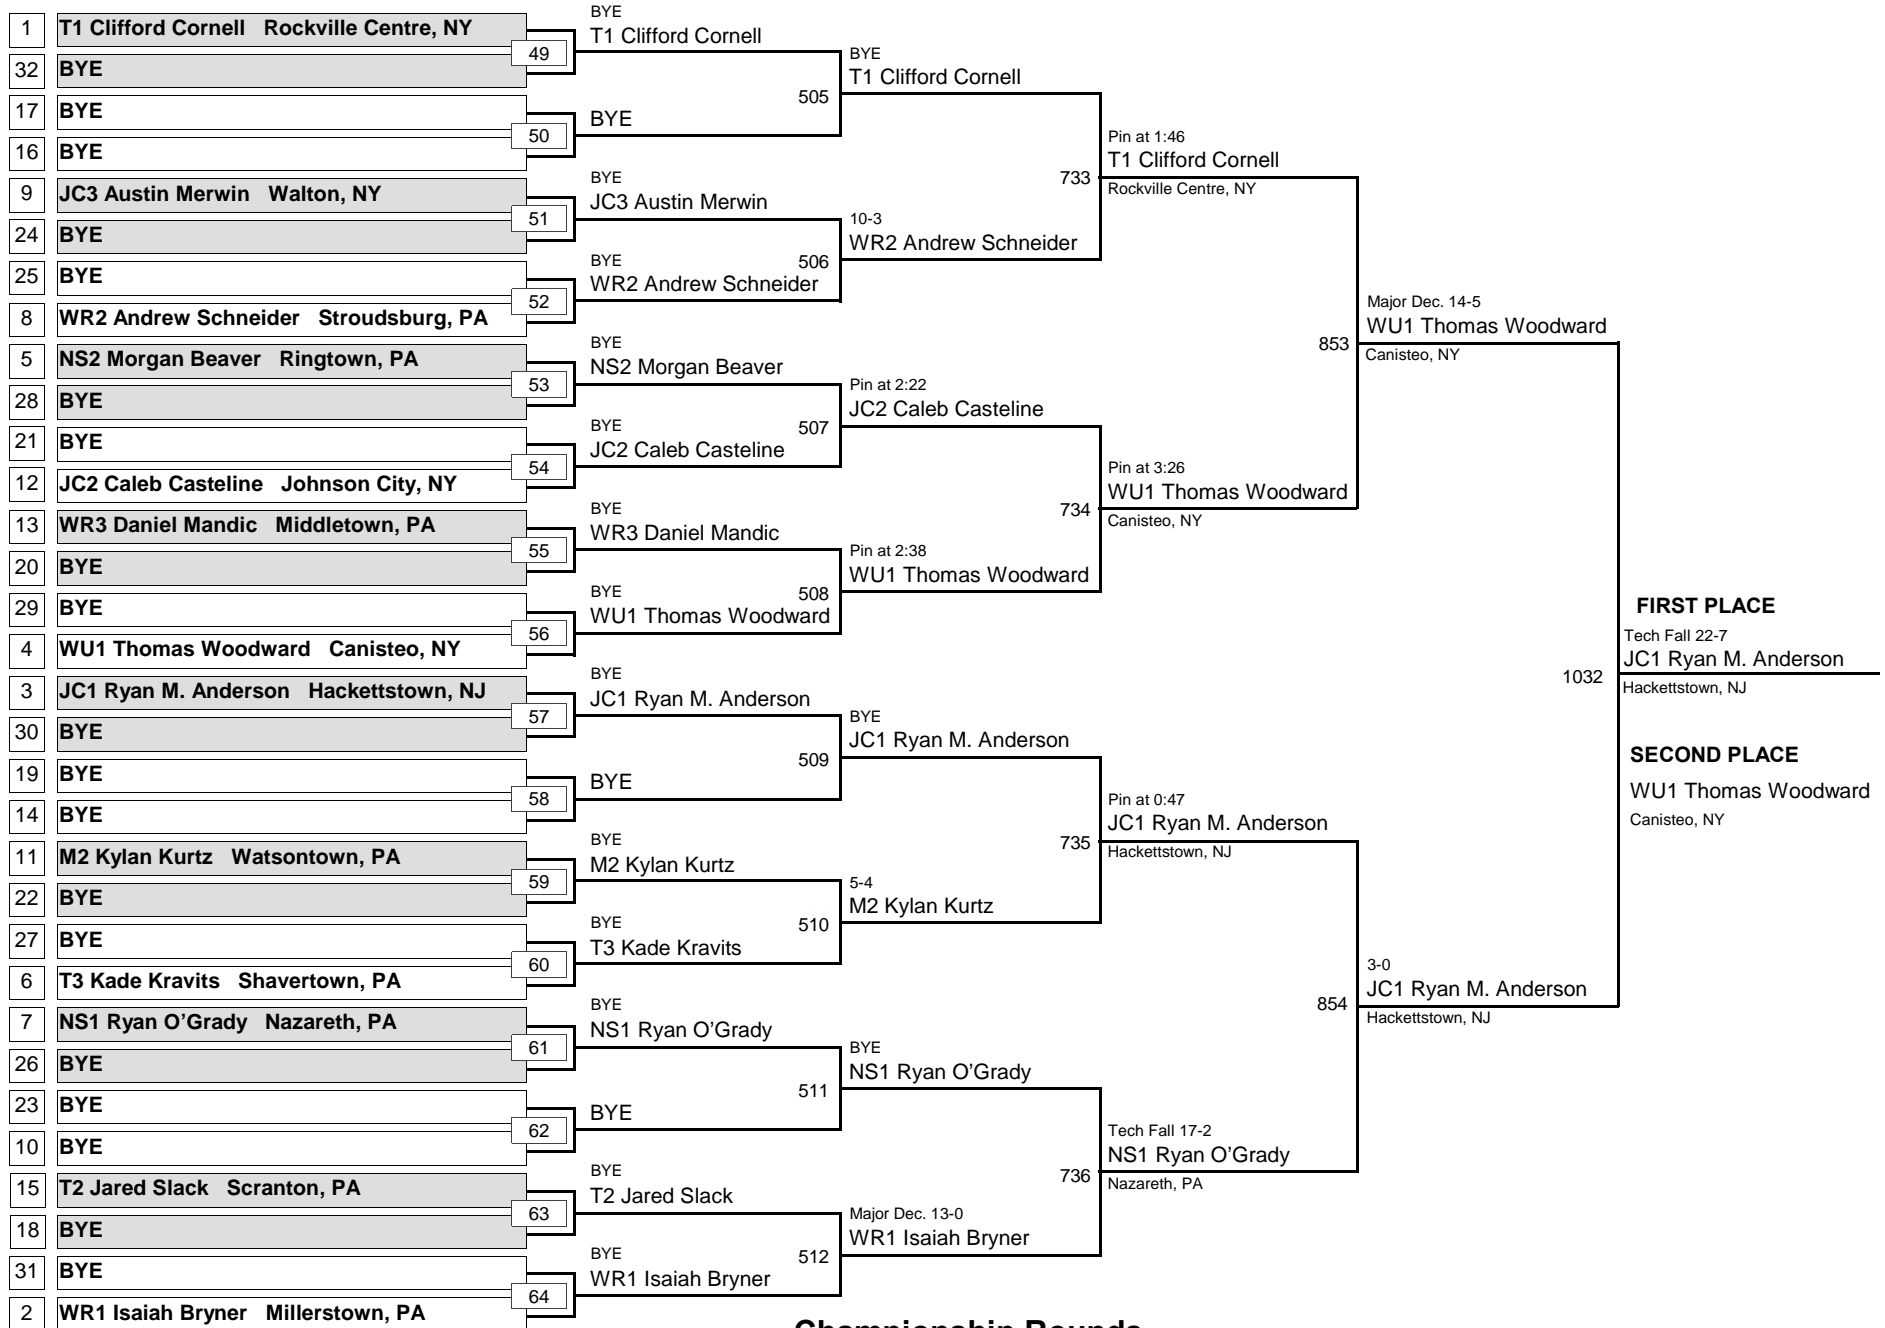 1 T1 Clifford Cornell Rockville Centre, NY
32 BYE
49
17 BYE
16 BYE
50
9 JC3 Austin Merwin Walton, NY
24 BYE
51
25 BYE
8 WR2 Andrew Schneider Stroudsburg, PA
52
5 NS2 Morgan Beaver Ringtown, PA
28 BYE
53
21 BYE
12 JC2 Caleb Casteline Johnson City, NY
54
13 WR3 Daniel Mandic Middletown, PA
20 BYE
55
29 BYE
4 WU1 Thomas Woodward Canisteo, NY
56
3 JC1 Ryan M. Anderson Hackettstown, NJ
30 BYE
57
19 BYE
14 BYE
58
11 M2 Kylan Kurtz Watsontown, PA
22 BYE
59
27 BYE
6 T3 Kade Kravits Shavertown, PA
60
7 NS1 Ryan O’Grady Nazareth, PA
26 BYE
61
23 BYE
10 BYE
62
15 T2 Jared Slack Scranton, PA
18 BYE
63
31 BYE
2 WR1 Isaiah Bryner Millerstown, PA
64
BYE
T1 Clifford Cornell
505
BYE
BYE
JC3 Austin Merwin
BYE
506
WR2 Andrew Schneider
BYE
NS2 Morgan Beaver
BYE
507
JC2 Caleb Casteline
BYE
WR3 Daniel Mandic
BYE
508
WU1 Thomas Woodward
BYE
JC1 Ryan M. Anderson
509
BYE
BYE
M2 Kylan Kurtz
BYE
510
T3 Kade Kravits
BYE
NS1 Ryan O’Grady
511
BYE
BYE
T2 Jared Slack
BYE
512
WR1 Isaiah Bryner
BYE
T1 Clifford Cornell
733
10-3
WR2 Andrew Schneider
Pin at 2:22
JC2 Caleb Casteline
734
Pin at 2:38
WU1 Thomas Woodward
BYE
JC1 Ryan M. Anderson
735
5-4
M2 Kylan Kurtz
BYE
NS1 Ryan O’Grady
736
Major Dec. 13-0
WR1 Isaiah Bryner
Pin at 1:46
T1 Clifford Cornell
Rockville Centre, NY
853
Pin at 3:26
WU1 Thomas Woodward
Canisteo, NY
Pin at 0:47
JC1 Ryan M. Anderson
Hackettstown, NJ
854
Tech Fall 17-2
NS1 Ryan O’Grady
Nazareth, PA
Major Dec. 14-5
WU1 Thomas Woodward
Canisteo, NY
1032
3-0
JC1 Ryan M. Anderson
Hackettstown, NJ
FIRST PLACE
Tech Fall 22-7
JC1 Ryan M. Anderson
Hackettstown, NJ
SECOND PLACE
WU1 Thomas Woodward
Canisteo, NY
Championship Rounds